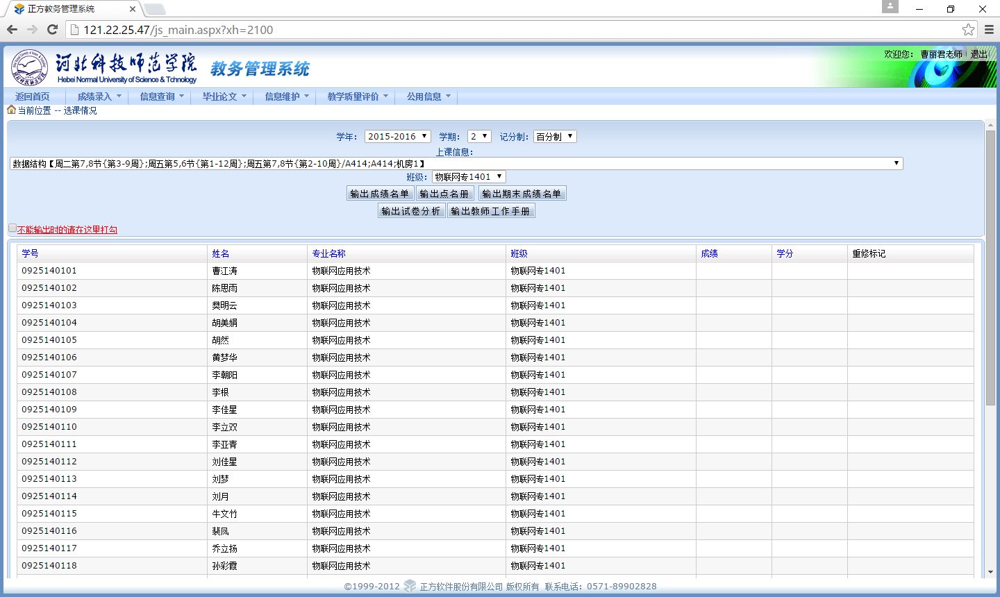 正方教务管理系统
121.22.25.47/js_main.aspx?xh=2100
河北科技师范学院
Hebei Normal University of Science & Tchnology
教务管理系统
欢迎您： 曹丽君老师 退出
返回首页 成绩录入 信息查询 毕业论文 信息维护 教学质量评价 公用信息
当前位置 -- 选课情况
学年： 2015-2016 学期： 2 记分制： 百分制
上课信息：
数据结构【周二第7,8节{第3-9周};周五第5,6节{第1-12周};周五第7,8节{第2-10周}/A414;A414;机房1】
班级： 物联网专1401
输出成绩名单 输出点名册 输出期末成绩名单
输出试卷分析 输出教师工作手册
不能输出时的请在这里打勾
学号 姓名 专业名称 班级 成绩 学分 重修标记
0925140101 曹江涛 物联网应用技术 物联网专1401
0925140102 陈思雨 物联网应用技术 物联网专1401
0925140103 樊明云 物联网应用技术 物联网专1401
0925140104 胡美娟 物联网应用技术 物联网专1401
0925140105 胡然 物联网应用技术 物联网专1401
0925140106 黄梦华 物联网应用技术 物联网专1401
0925140107 李朝阳 物联网应用技术 物联网专1401
0925140108 李根 物联网应用技术 物联网专1401
0925140109 李佳星 物联网应用技术 物联网专1401
0925140110 李立双 物联网应用技术 物联网专1401
0925140111 李亚青 物联网应用技术 物联网专1401
0925140112 刘佳星 物联网应用技术 物联网专1401
0925140113 刘梦 物联网应用技术 物联网专1401
0925140114 刘月 物联网应用技术 物联网专1401
0925140115 牛文竹 物联网应用技术 物联网专1401
0925140116 裴凤 物联网应用技术 物联网专1401
0925140117 乔立扬 物联网应用技术 物联网专1401
0925140118 孙彩霞 物联网应用技术 物联网专1401
©1999-2012 正方软件股份有限公司 版权所有 联系电话：0571-89902828